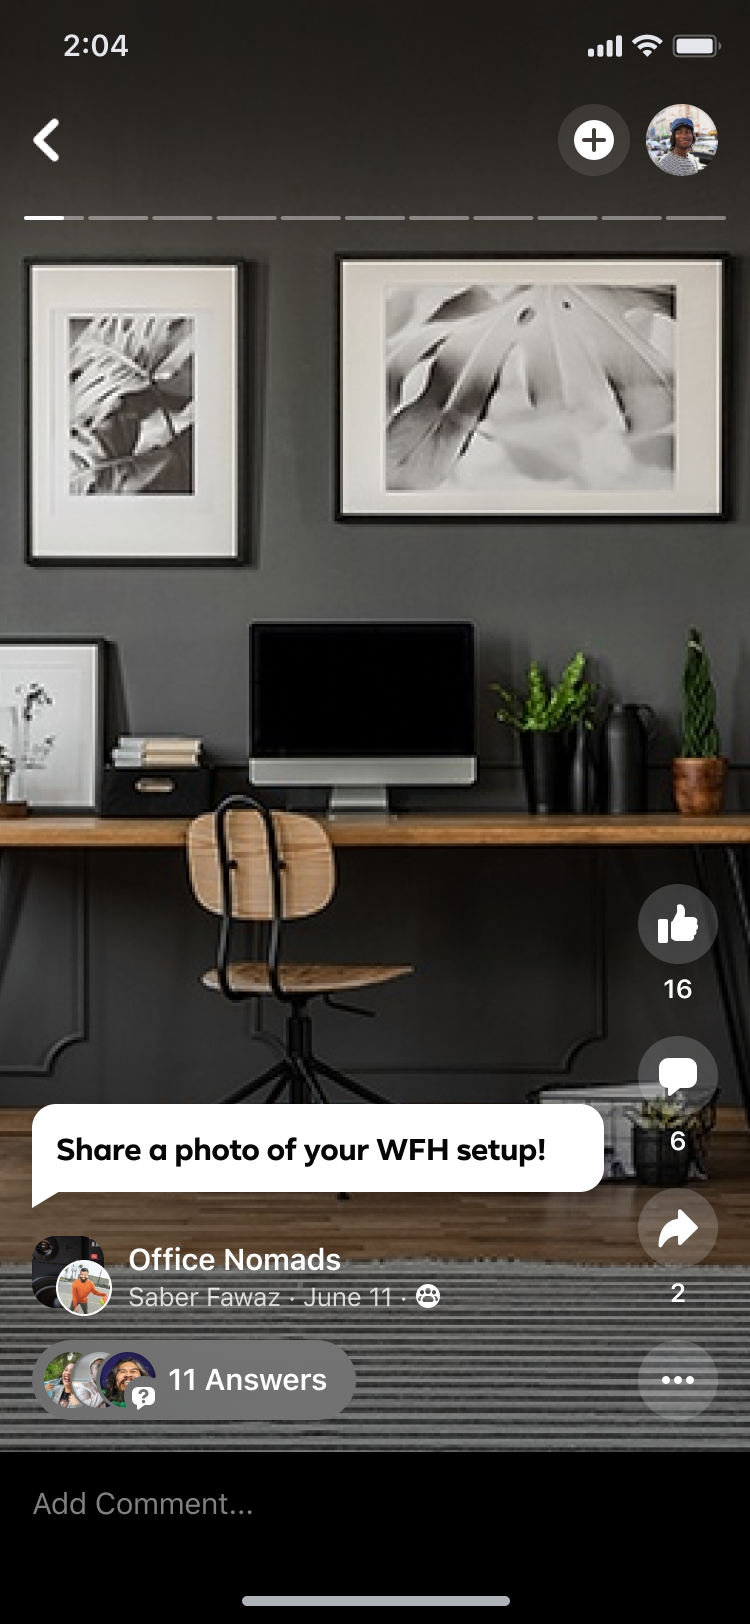 2:04
Share a photo of your WFH setup!
Office Nomads
Saber Fawaz · June 11 ·
11 Answers
16
6
2
Add Comment...